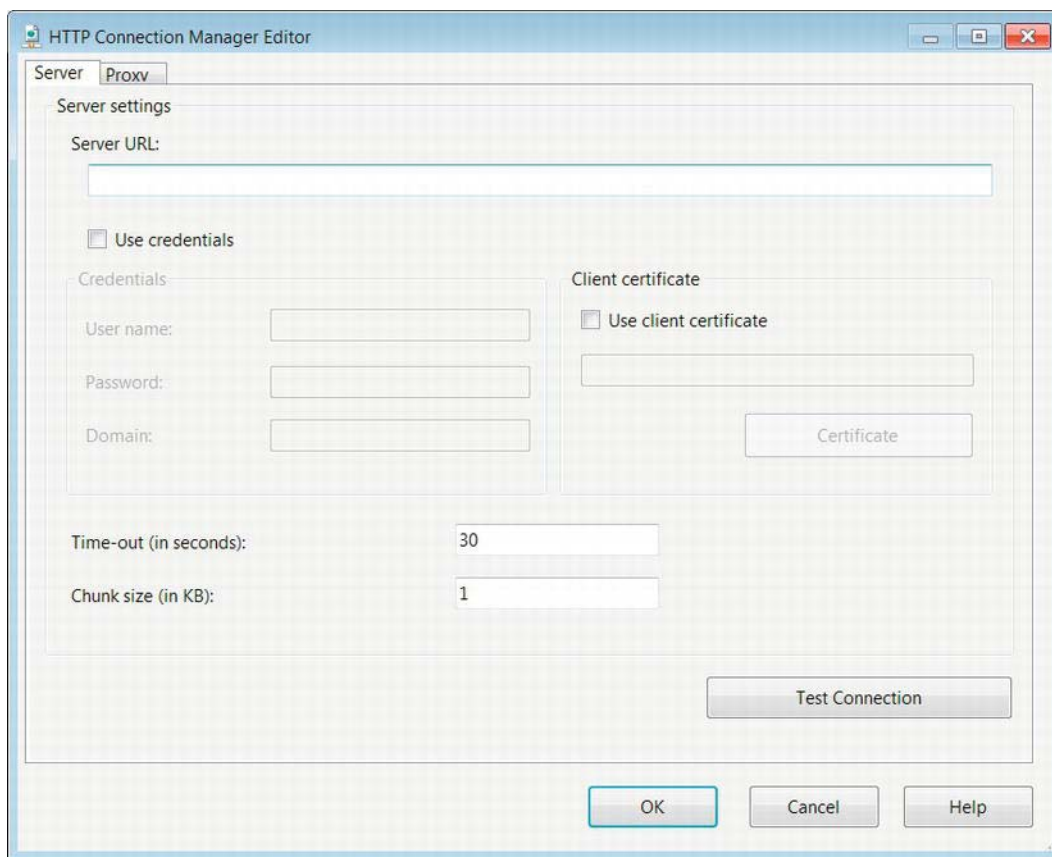 HTTP Connection Manager Editor
Server Proxy
Server settings
Server URL:
Use credentials
Credentials
Client certificate
User name:
Use client certificate
Password:
Domain:
Certificate
Time-out (in seconds): 30
Chunk size (in KB): 1
Test Connection
OK Cancel Help